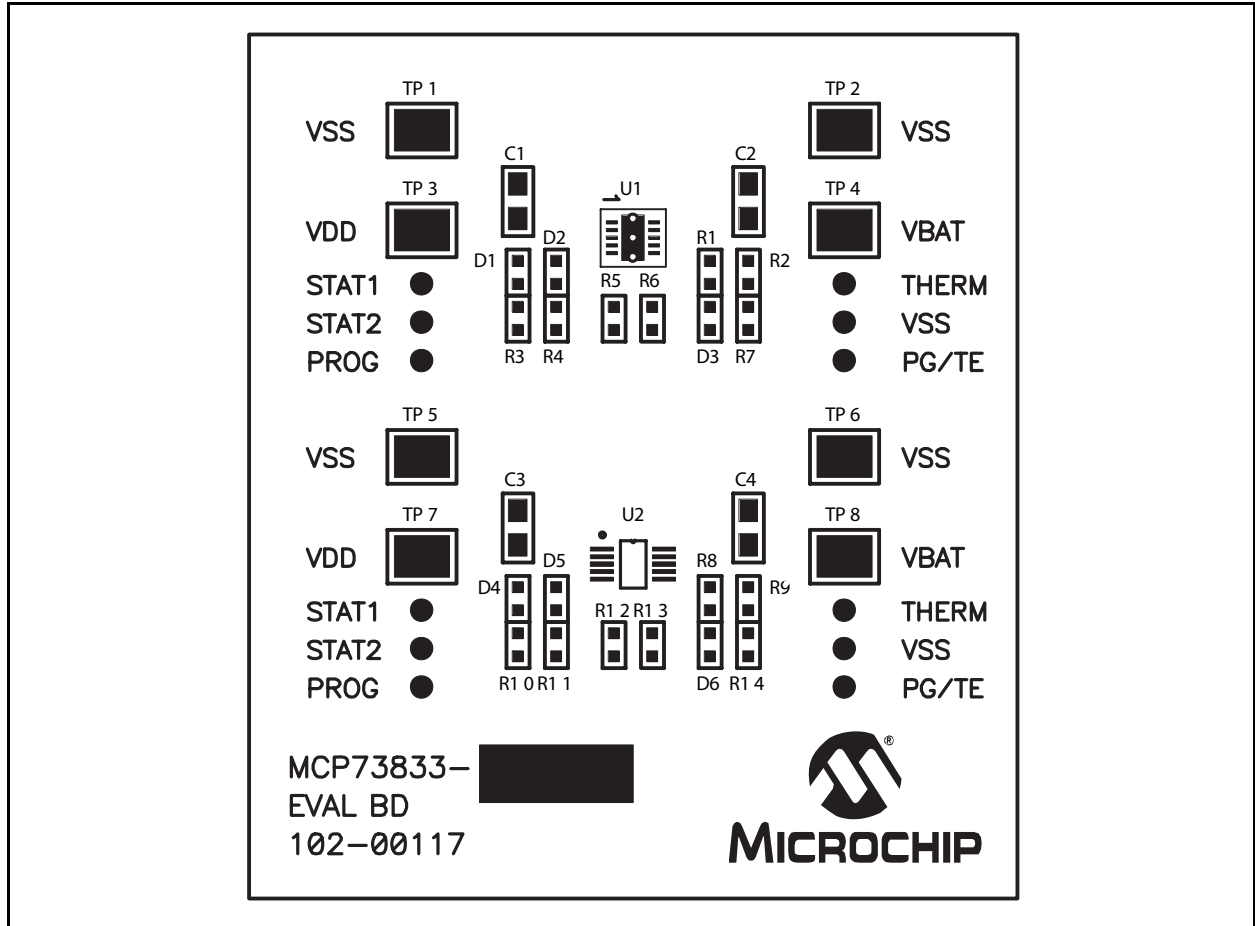 TP 1 TP 2
VSS VSS
C1 C2
TP 3 U1 TP 4
VDD VBAT
D2 R1
D1 R2
STAT1 R5 R6 THERM
STAT2 VSS
R3 R4 D3 R7
PROG PG/TE
TP 5 TP 6
VSS VSS
C3 C4
TP 7 U2 TP 8
VDD VBAT
D5 R8
D4 R9
STAT1 R1 2 R1 3 THERM
STAT2 VSS
R1 0 R1 1 D6 R1 4
PROG PG/TE
MCP73833-
EVAL BD
102-00117
®
MICROCHIP